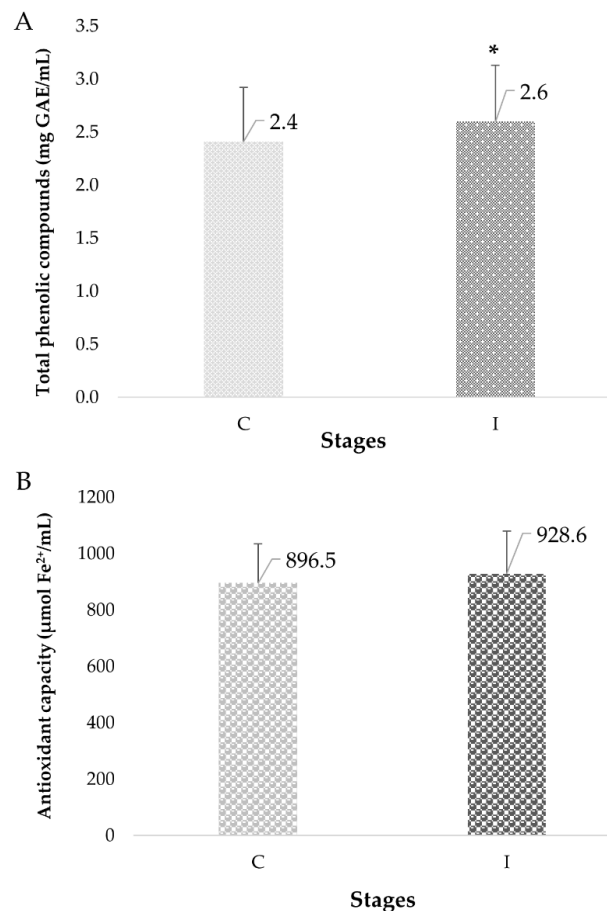 A
Total phenolic compounds (mg GAE/mL)
3.5
3.0
2.5
2.0
1.5
1.0
0.5
0.0
2.4
*
2.6
C
I
Stages
B
Antioxidant capacity (μmol Fe²⁺/mL)
1200
1000
800
600
400
200
0
896.5
928.6
C
I
Stages